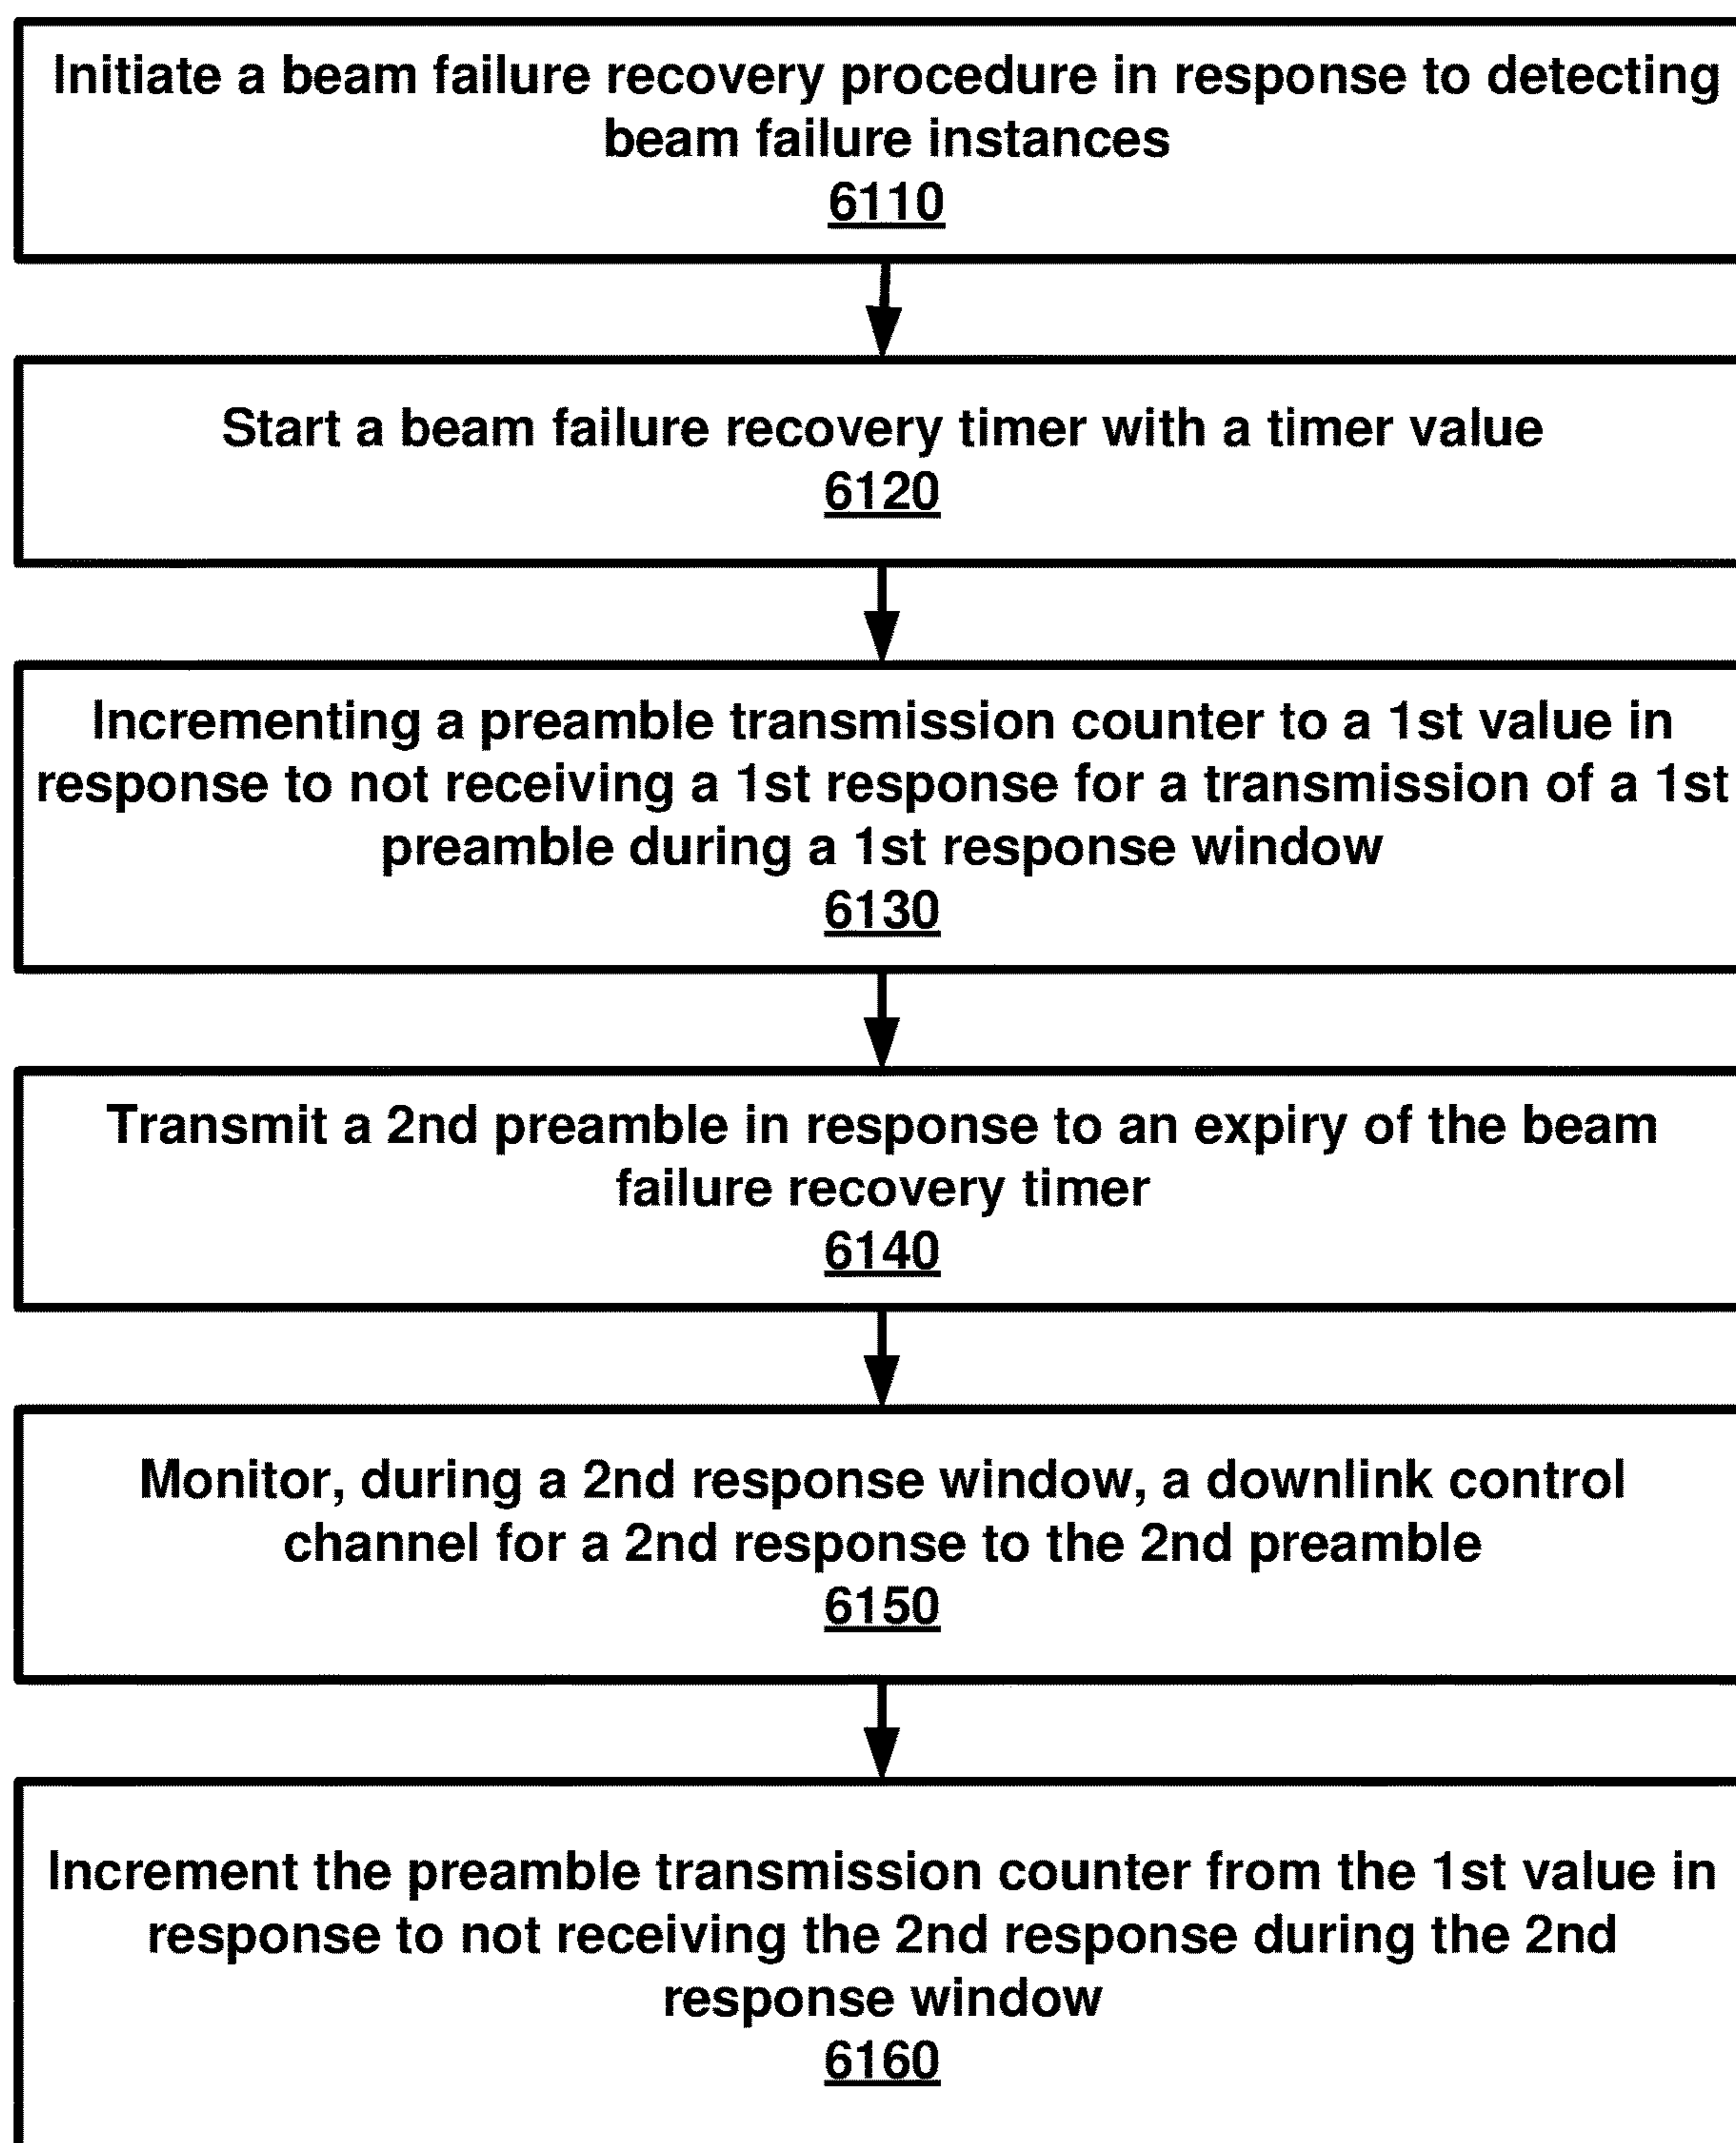 Initiate a beam failure recovery procedure in response to detecting
beam failure instances
6110
Start a beam failure recovery timer with a timer value
6120
Incrementing a preamble transmission counter to a 1st value in
response to not receiving a 1st response for a transmission of a 1st
preamble during a 1st response window
6130
Transmit a 2nd preamble in response to an expiry of the beam
failure recovery timer
6140
Monitor, during a 2nd response window, a downlink control
channel for a 2nd response to the 2nd preamble
6150
Increment the preamble transmission counter from the 1st value in
response to not receiving the 2nd response during the 2nd
response window
6160